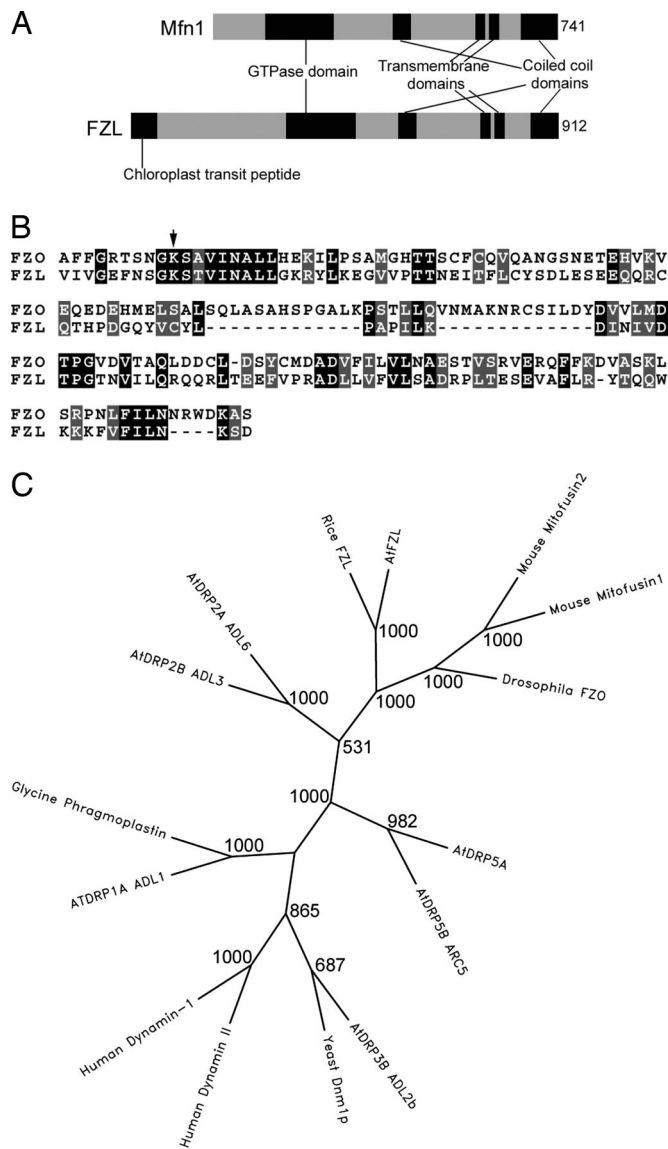 A
Mfn1
741
GTPase domain
Transmembrane
domains
Coiled coil
domains
FZL
912
Chloroplast transit peptide
B
FZO AFFGRTSNGKSAVINALLHEKILPSAMGHTTSCFCQVQANGSNETEHVKV
FZL VIVGEFNSGKSTVINALLGKRYLKEGVVPTTNEITFLCYSDLESEEQQRC
FZO EQEDEHMELSALSQLASAHSPGALKPSTLLQVNMAKNRCSILDYDVVLMD
FZL QTHPDGQYVCYL-------------PAPILK-----------DINIVD
FZO TPGVDVTAQLDDCL-DSYCMDADVFILVLNAESTVSRVERQFFKDVASKL
FZL TPGTNVILQRQQRLTEEFVPRADLLVFVLSADRPLTESEVAFLR-YTQQW
FZO SRPNLFILNNRWDKAS
FZL KKKFVFILN----KSD
C
Rice FZL
AtFZL
Mouse Mitofusin2
Mouse Mitofusin1
1000
1000
AtDRP2A ADL6
AtDRP2B ADL3
1000
1000
1000
Drosophila FZO
531
Glycine Phragmoplastin
1000
982
AtDRP5A
1000
ATDRP1A ADL1
AtDRP5B ARC5
865
1000
687
Human Dynamin-1
Human Dynamin II
Yeast Dnm1p
AtDRP3B ADL2b